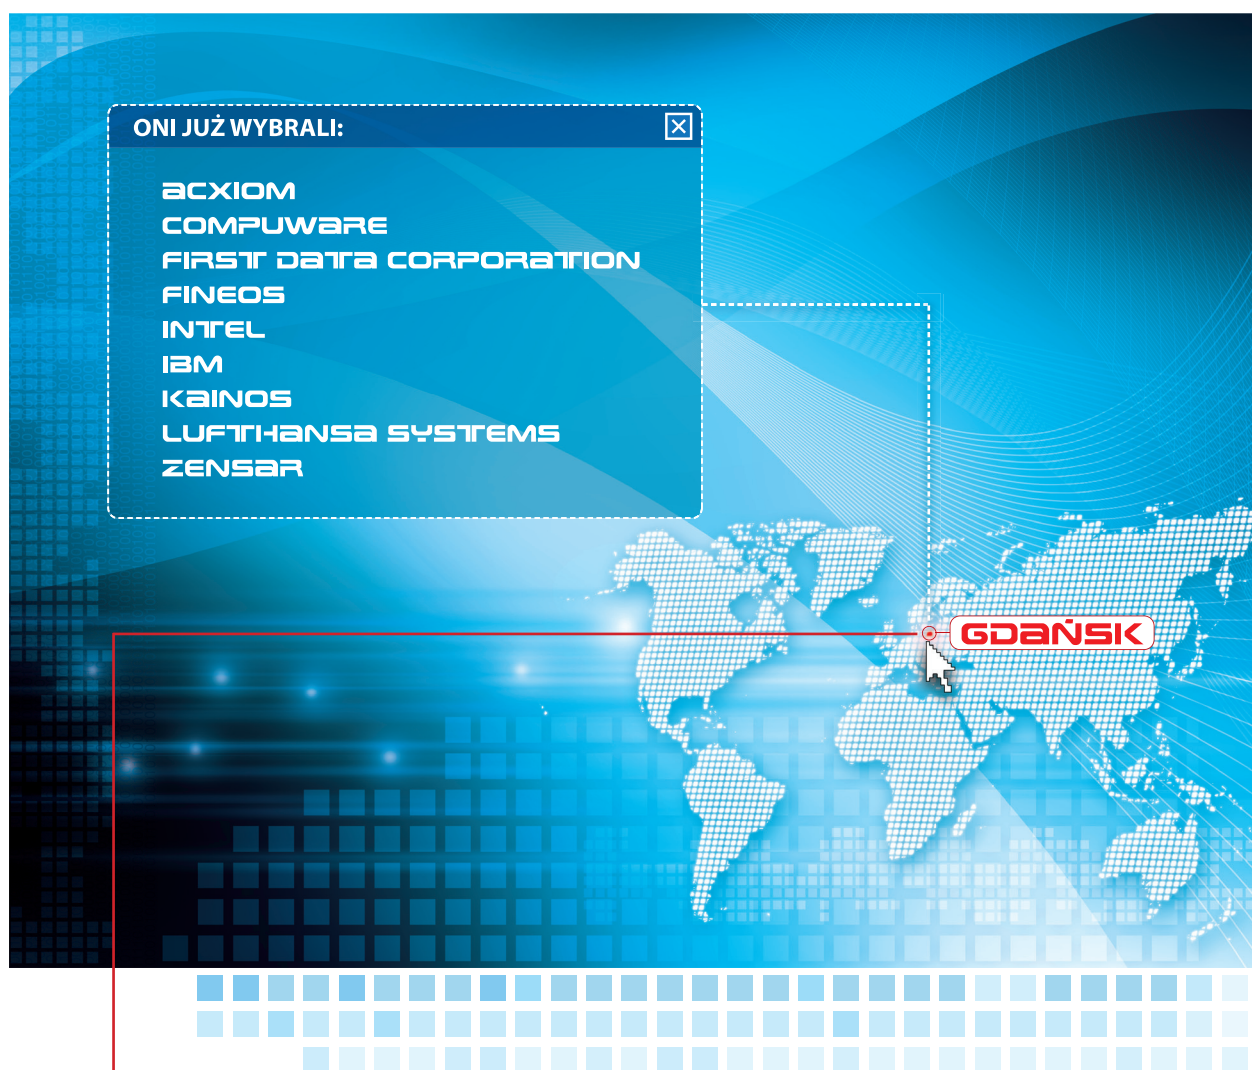 ONI JUŻ WYBRALI:
ACXIOM
COMPUWARE
FIRST DATA CORPORATION
FINEOS
INTEL
IBM
KAINOS
LUFTHANSA SYSTEMS
ZENSAR
GDAŃSK